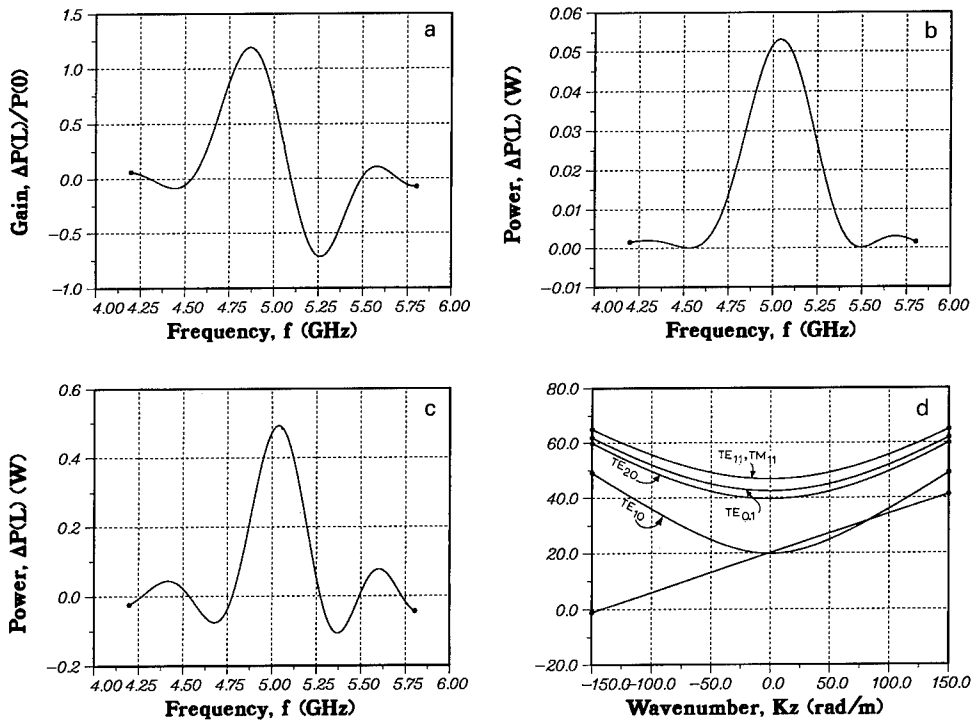 a
1.5
1.0
0.5
0.0
−0.5
−1.0
Gain, ΔP(L)/P(0)
4.00 4.25 4.50 4.75 5.00 5.25 5.50 5.75 6.00
Frequency, f (GHz)
b
0.06
0.05
0.04
0.03
0.02
0.01
0.00
−0.01
Power, ΔP(L) (W)
4.00 4.25 4.50 4.75 5.00 5.25 5.50 5.75 6.00
Frequency, f (GHz)
c
0.6
0.4
0.2
0.0
−0.2
Power, ΔP(L) (W)
4.00 4.25 4.50 4.75 5.00 5.25 5.50 5.75 6.00
Frequency, f (GHz)
d
80.0
60.0
40.0
20.0
0.0
−20.0
TE11,TM11
TE20
TE01
TE10
−150.0−100.0 −50.0 0.0 50.0 100.0 150.0
Wavenumber, Kz (rad/m)